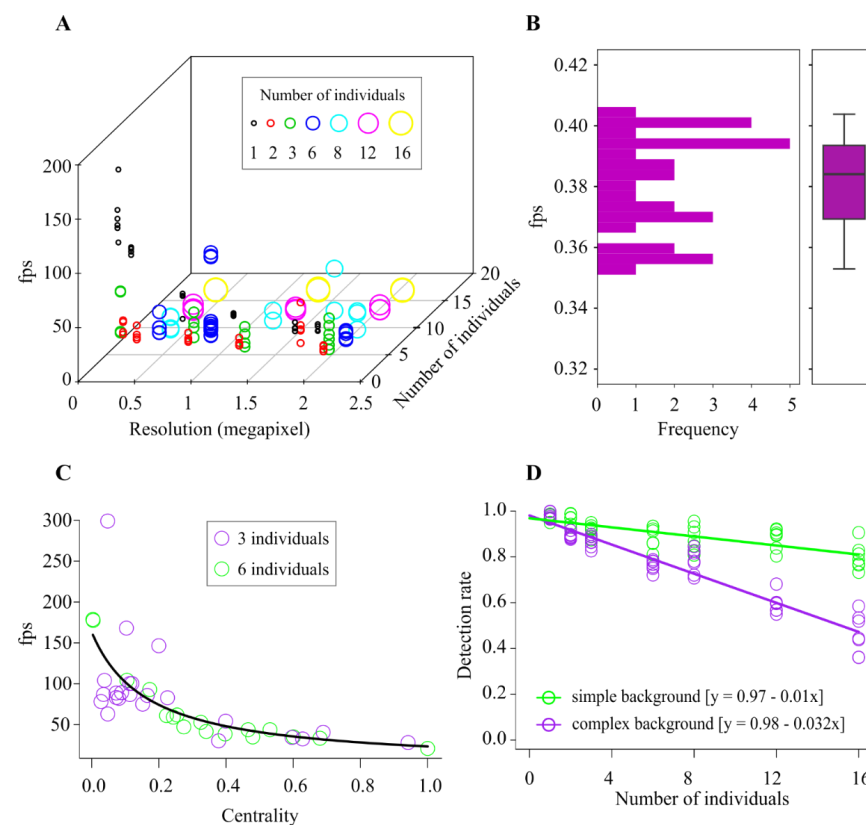 A
Number of individuals
1 2 3 6 8 12 16
200
150
100
50
0
fps
0 0.5 1 1.5 2 2.5
Resolution (megapixel)
0
5
10
15
20
Number of individuals
B
0.42
0.40
0.38
0.36
0.34
0.32
fps
0 1 2 3 4 5
Frequency
C
300
250
200
150
100
50
fps
3 individuals
6 individuals
0.0 0.2 0.4 0.6 0.8 1.0
Centrality
D
1.0
0.8
0.6
0.4
0.2
0.0
Detection rate
simple background [y = 0.97 - 0.01x]
complex background [y = 0.98 - 0.032x]
0 4 8 12 16
Number of individuals